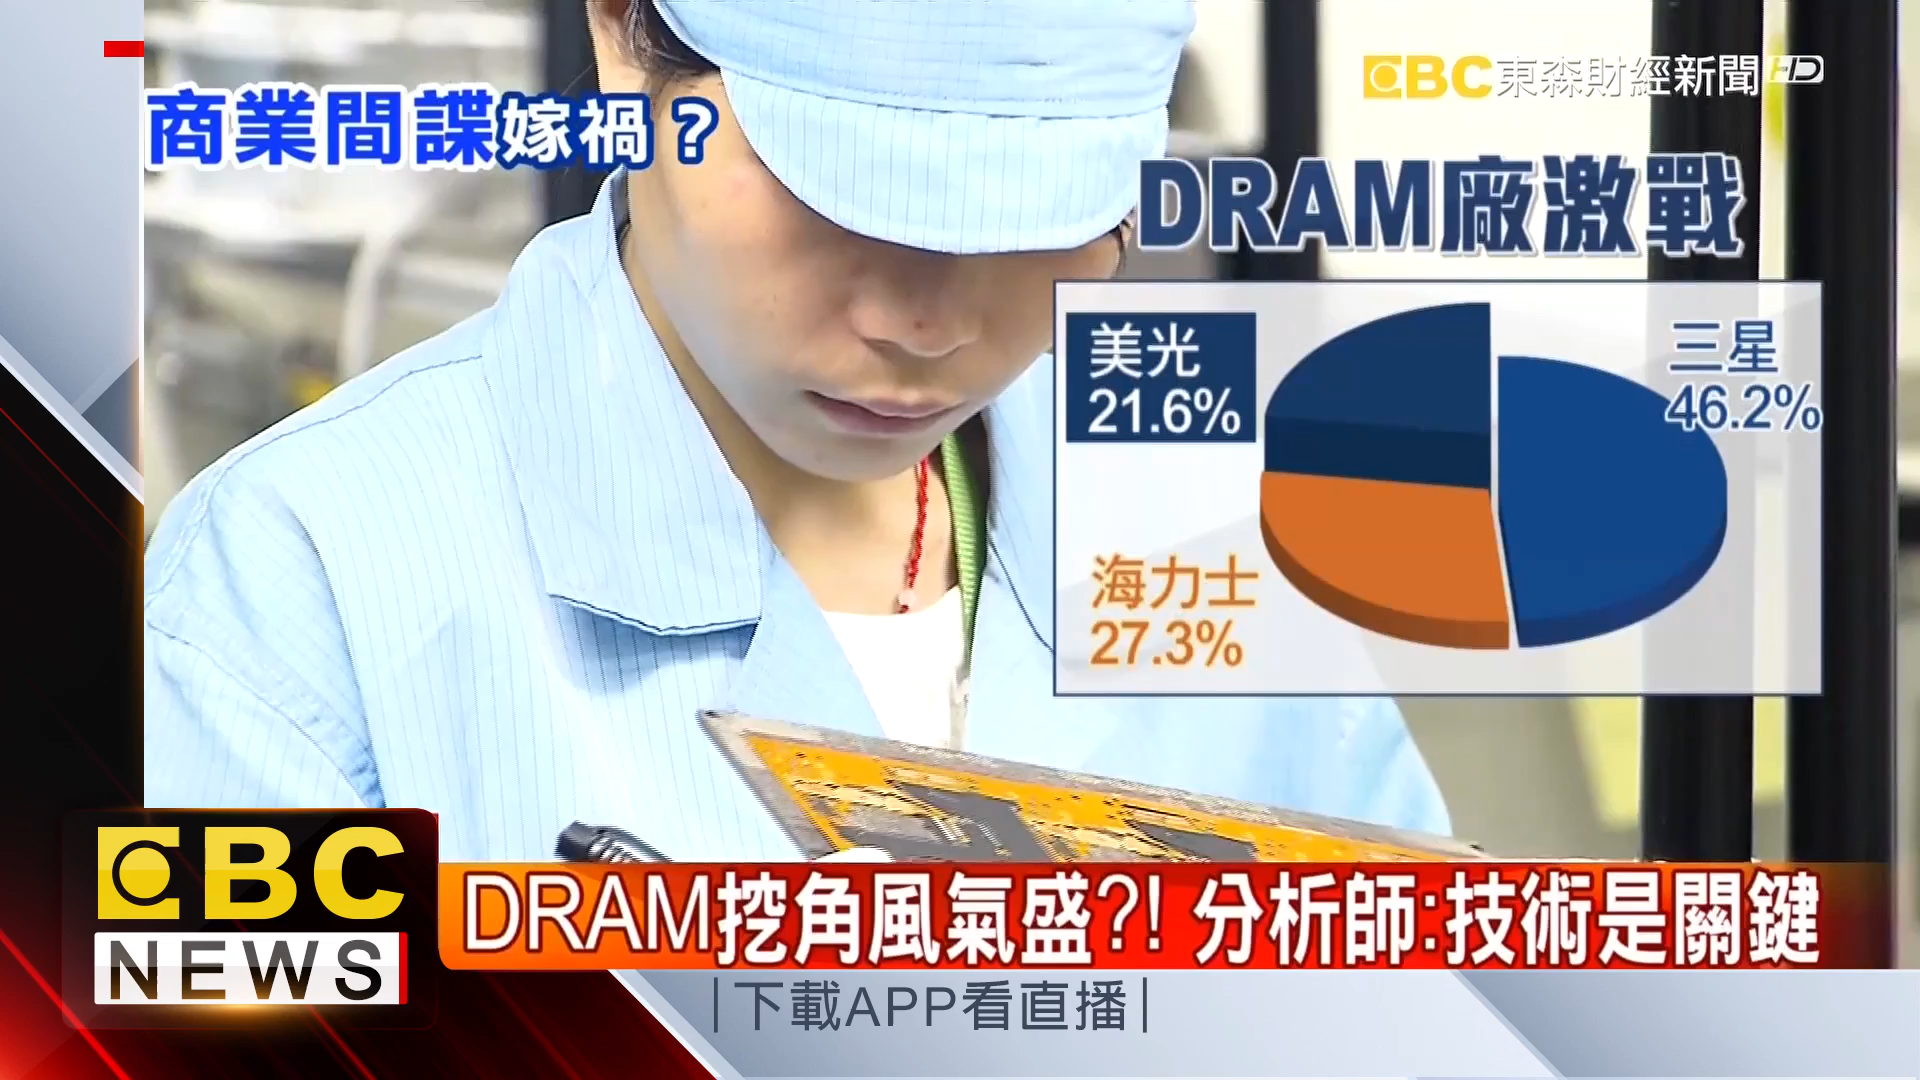 EBC東森財經新聞HD
商業間諜嫁禍？
DRAM廠激戰
美光
21.6%
三星
46.2%
海力士
27.3%
DRAM挖角風氣盛?! 分析師:技術是關鍵
EBC
NEWS
|下載APP看直播|